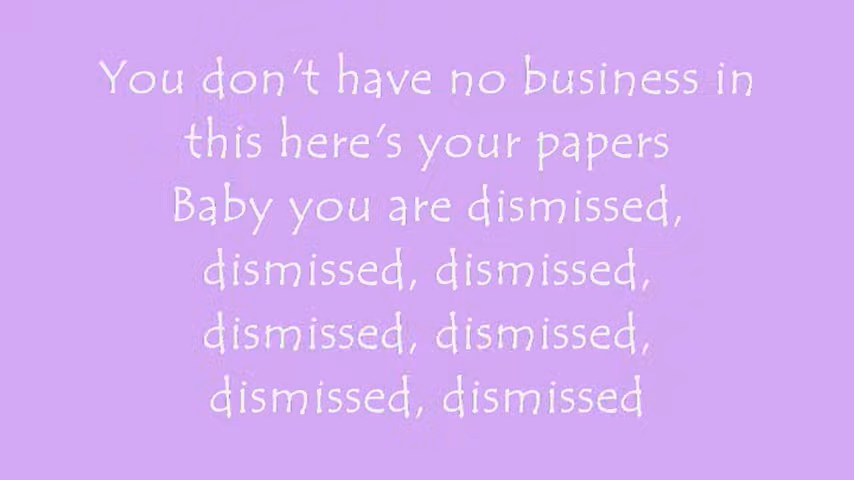 You don't have no business in
this here's your papers
Baby you are dismissed,
dismissed, dismissed,
dismissed, dismissed,
dismissed, dismissed